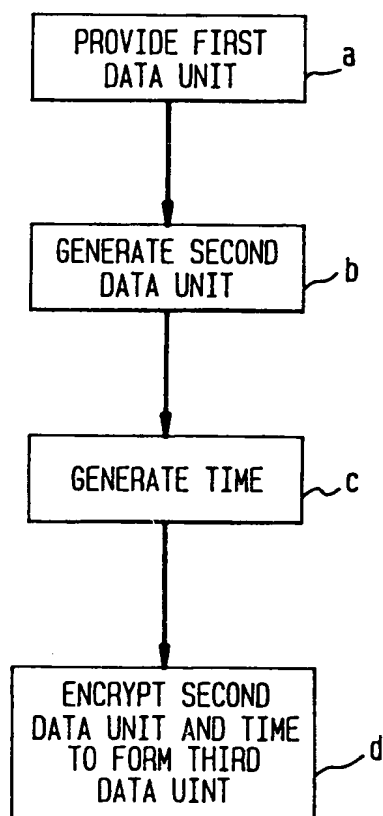 PROVIDE FIRST
DATA UNIT
a
GENERATE SECOND
DATA UNIT
b
GENERATE TIME
c
ENCRYPT SECOND
DATA UNIT AND TIME
TO FORM THIRD
DATA UINT
d